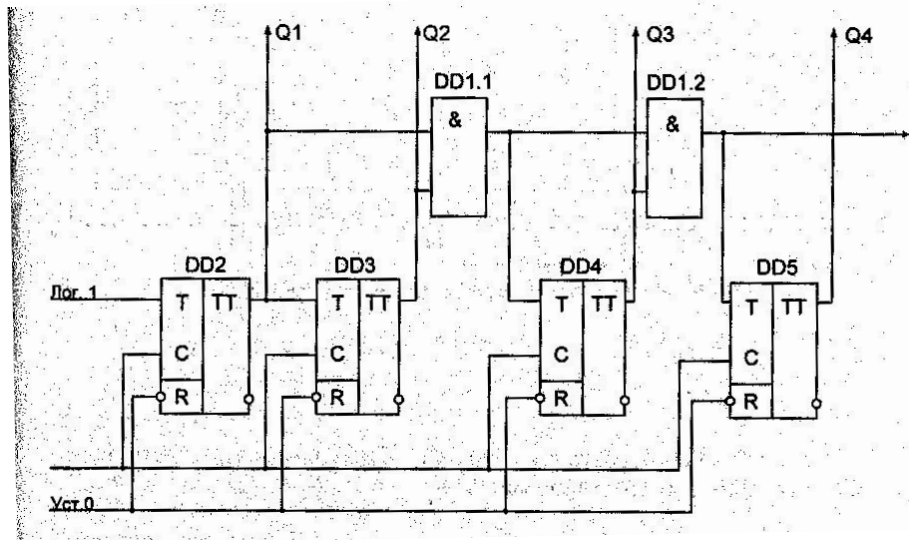 Q1
Q2
Q3
Q4
DD1.1
DD1.2
&
&
DD2
DD3
DD4
DD5
Лог. 1
T
TT
T
TT
T
TT
T
TT
C
C
C
C
R
R
R
R
Уст.0